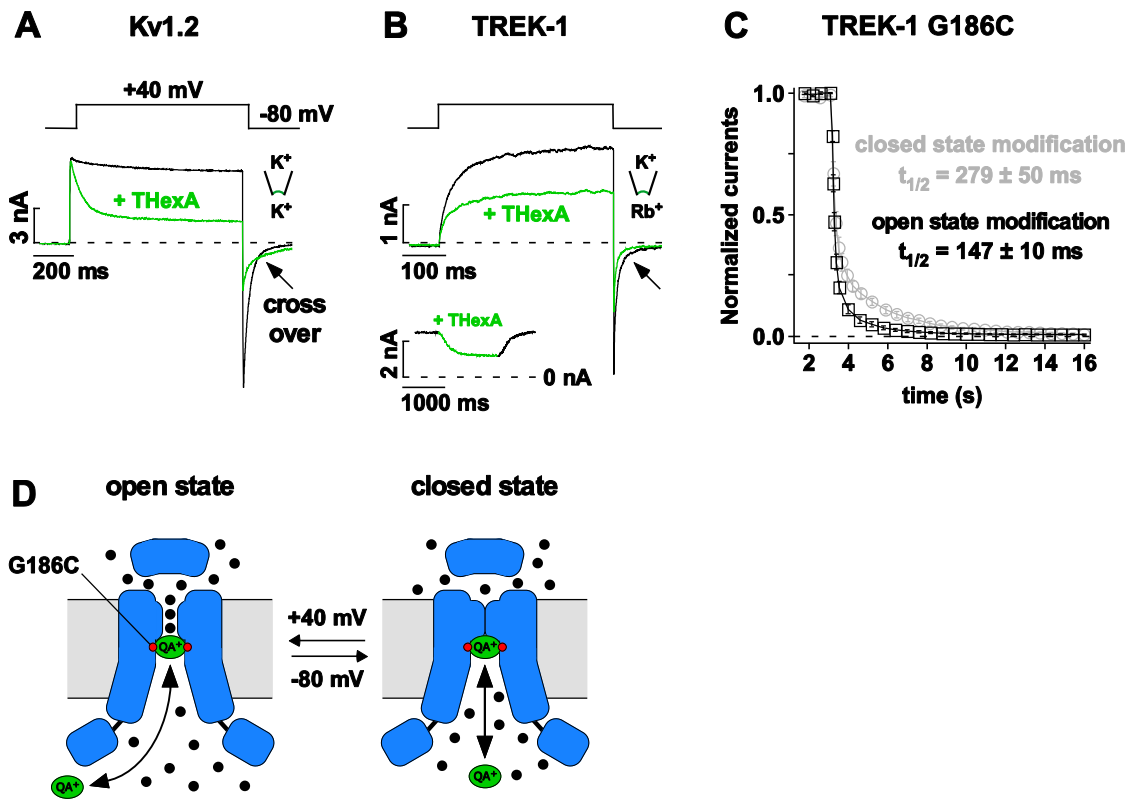 A
Kv1.2
+40 mV
-80 mV
K+
K+
+ THexA
3 nA
200 ms
cross
over
B
TREK-1
K+
Rb+
+ THexA
1 nA
100 ms
+ THexA
2 nA
0 nA
1000 ms
C
TREK-1 G186C
Normalized currents
1.0
0.5
0.0
closed state modification
t1/2 = 279 ± 50 ms
open state modification
t1/2 = 147 ± 10 ms
2 4 6 8 10 12 14 16
time (s)
D
open state
closed state
G186C
QA+
QA+
+40 mV
-80 mV
QA+
QA+